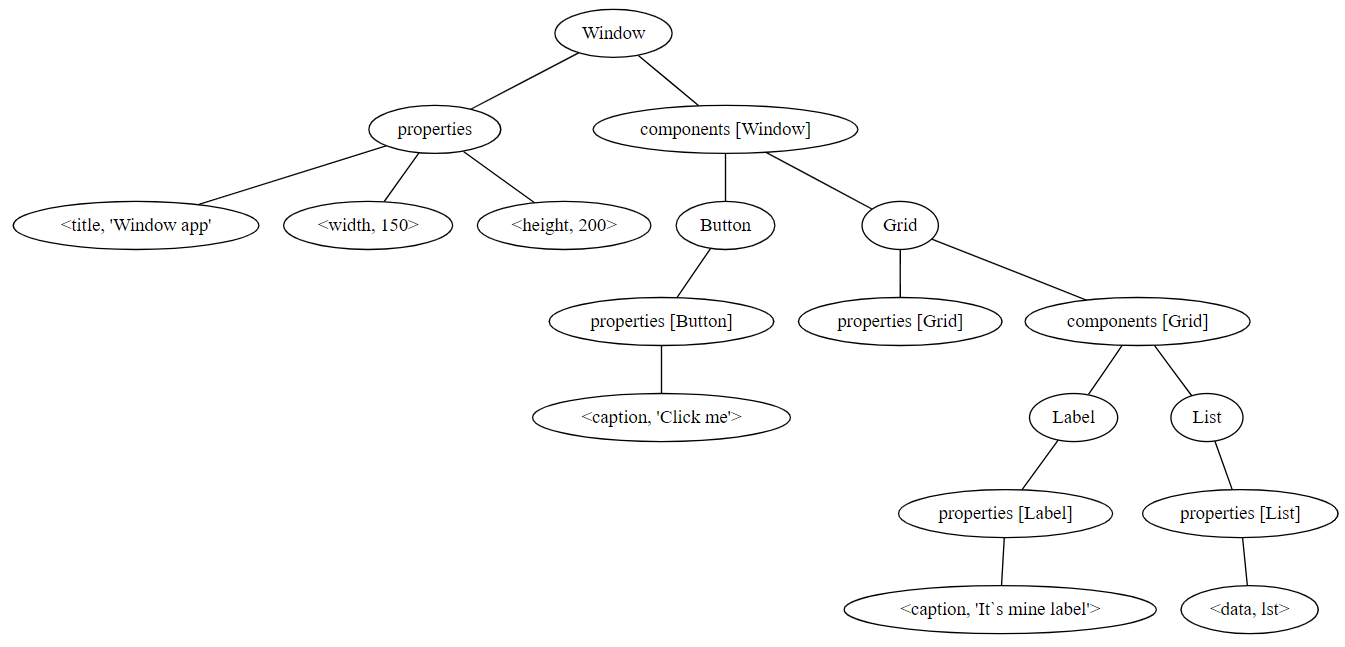 Window
properties
components [Window]
<title, 'Window app'
<width, 150>
<height, 200>
Button
Grid
properties [Button]
properties [Grid]
components [Grid]
<caption, 'Click me'>
Label
List
properties [Label]
properties [List]
<caption, 'It`s mine label'>
<data, lst>